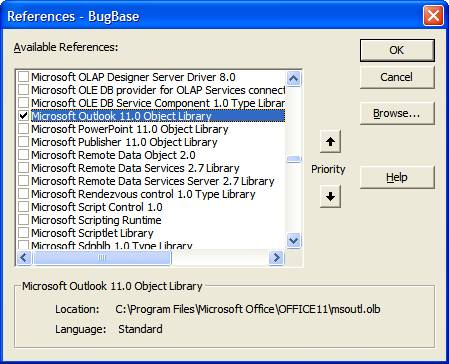 References - BugBase
Available References:
OK
Microsoft OLAP Designer Server Driver 8.0
Microsoft OLE DB provider for OLAP Services connect
Cancel
Microsoft OLE DB Service Component 1.0 Type Librar
Microsoft Outlook 11.0 Object Library
Browse...
Microsoft PowerPoint 11.0 Object Library
Microsoft Publisher 11.0 Object Library
Microsoft Remote Data Object 2.0
Microsoft Remote Data Services 2.7 Library
Priority
Microsoft Remote Data Services Server 2.7 Library
Help
Microsoft Rendezvous control 1.0 Type Library
Microsoft Script Control 1.0
Microsoft Scripting Runtime
Microsoft Scriptlet Library
Microsoft Sdpblb 1.0 Type Library
Microsoft Outlook 11.0 Object Library
Location: C:\Program Files\Microsoft Office\OFFICE11\msoutl.olb
Language: Standard